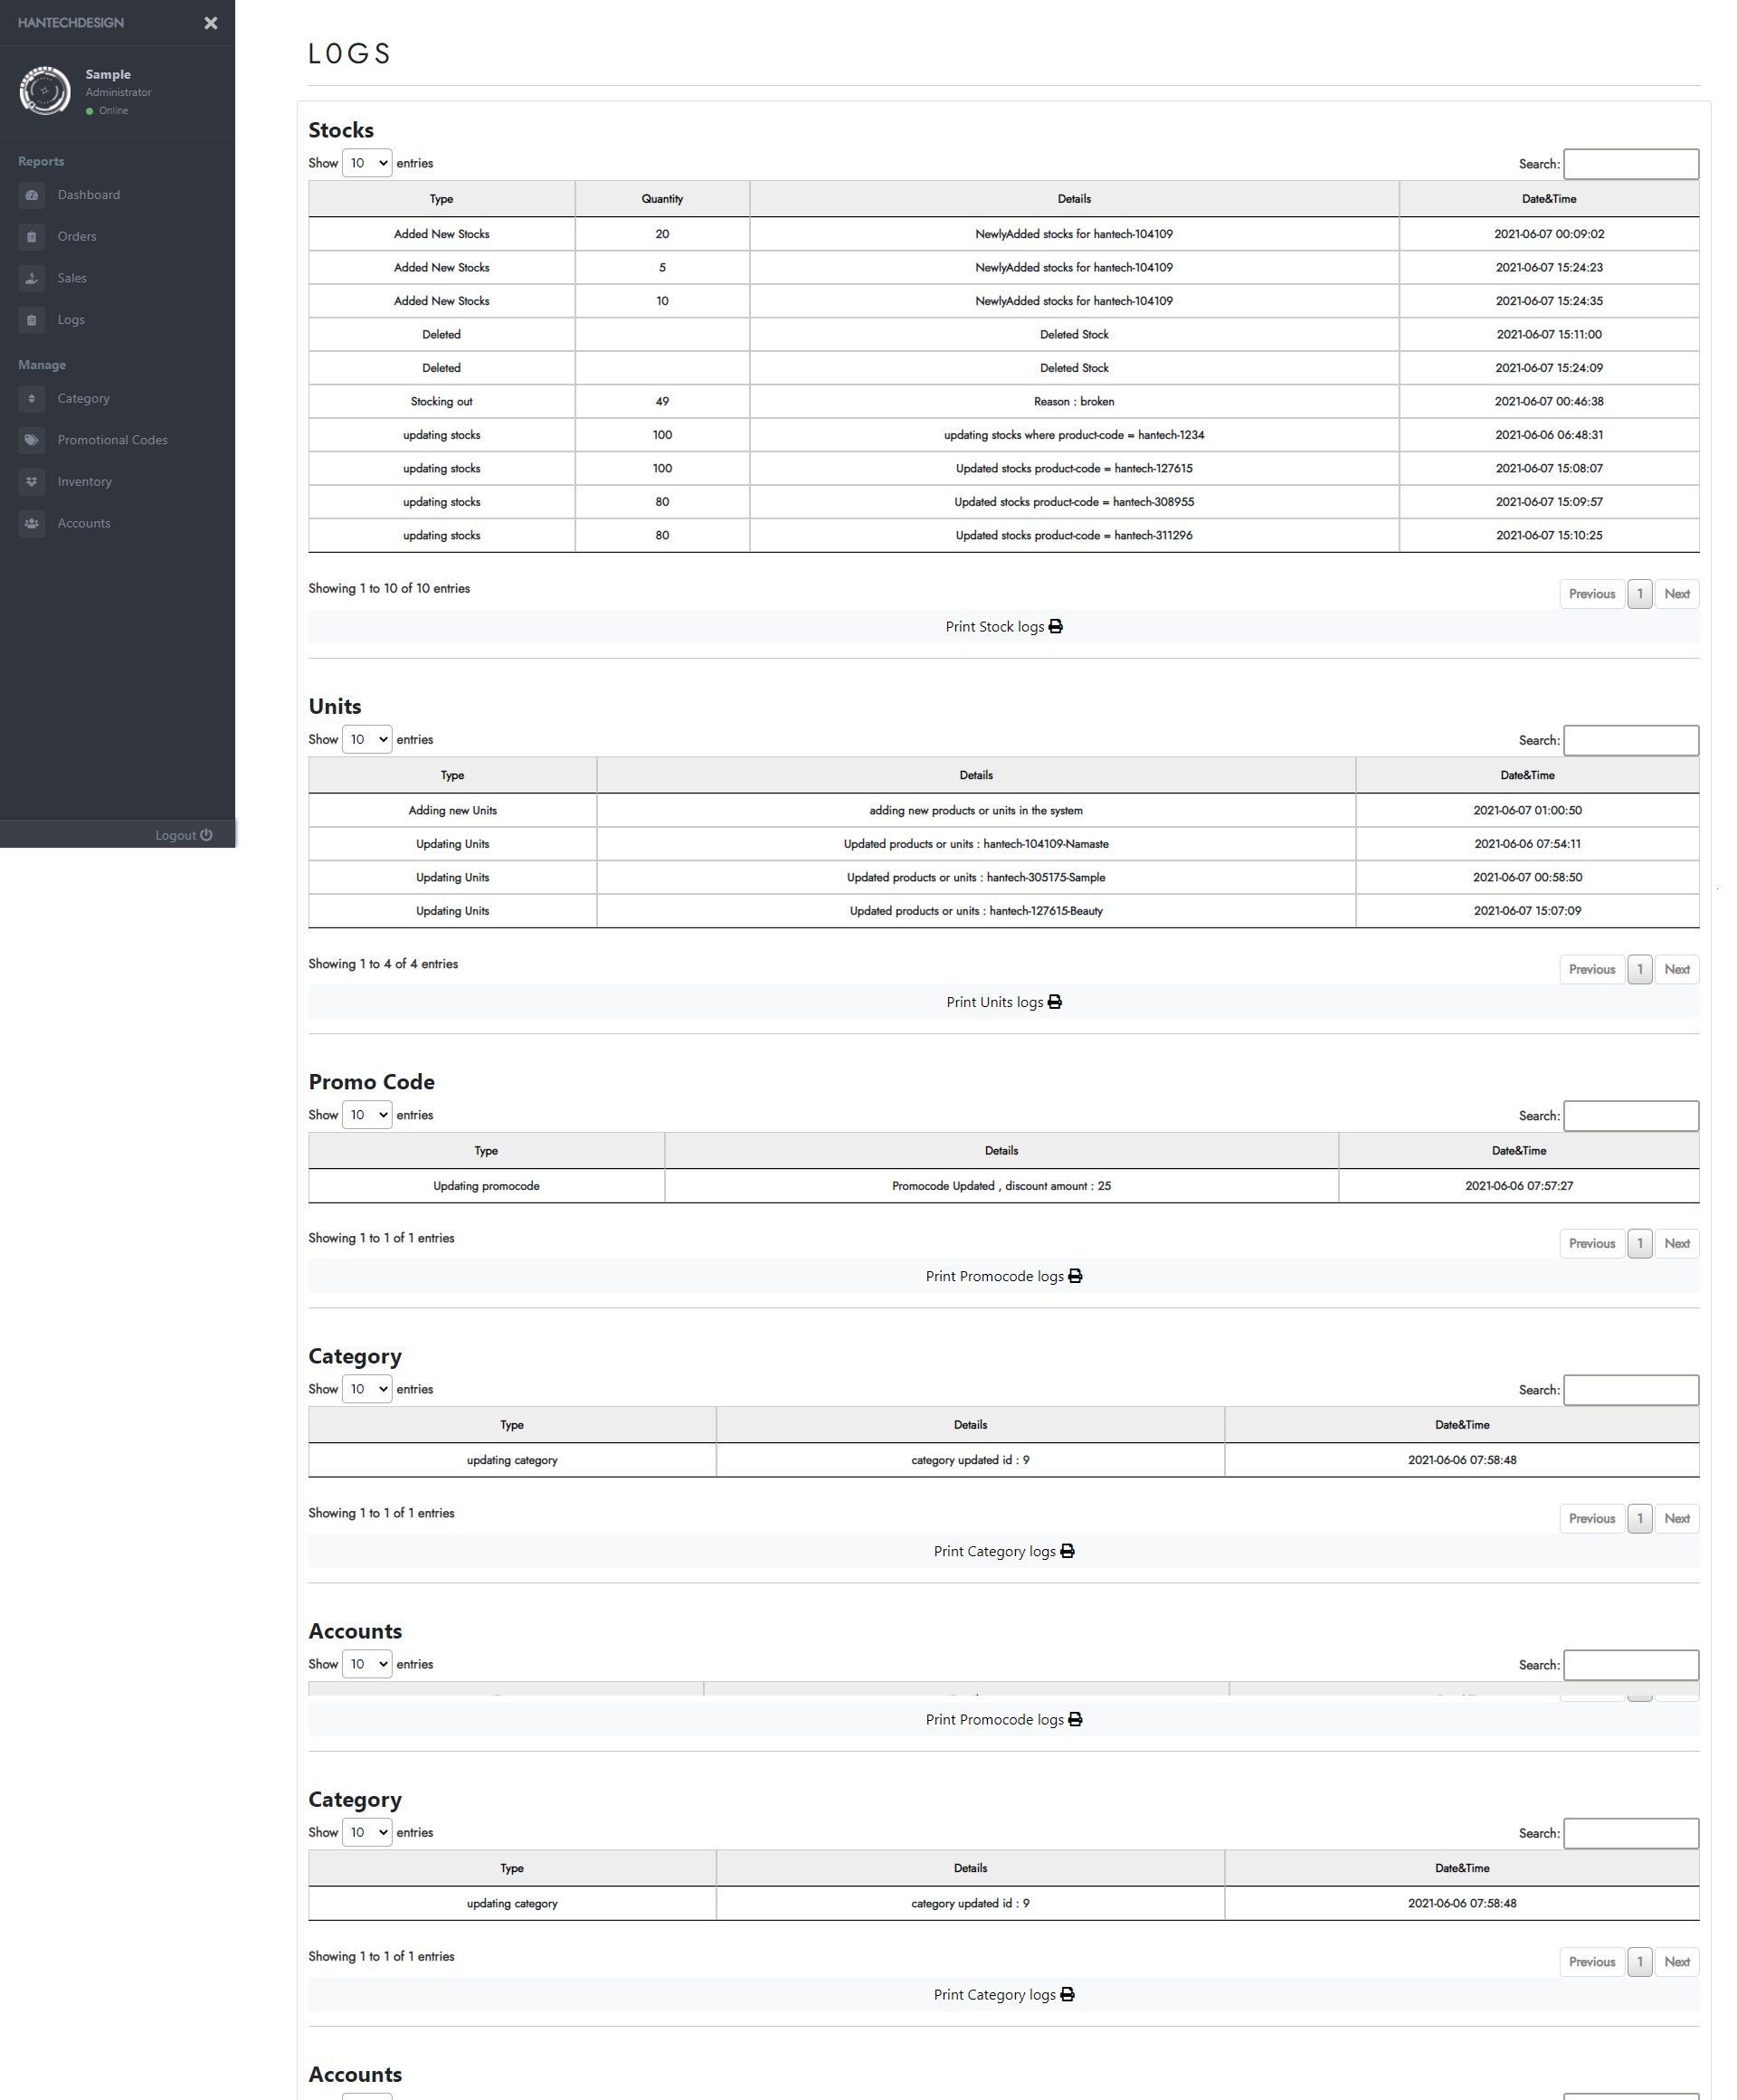 HANTECHDESIGN
Sample
Administrator
Online
Reports
Dashboard
Orders
Sales
Logs
Manage
Category
Promotional Codes
Inventory
Accounts
Logout
LOGS
Stocks
Show 10 entries Search:
Type Quantity Details Date&Time
Added New Stocks 20 NewlyAdded stocks for hantech-104109 2021-06-07 00:09:02
Added New Stocks 5 NewlyAdded stocks for hantech-104109 2021-06-07 15:24:23
Added New Stocks 10 NewlyAdded stocks for hantech-104109 2021-06-07 15:24:35
Deleted Deleted Stock 2021-06-07 15:11:00
Deleted Deleted Stock 2021-06-07 15:24:09
Stocking out 49 Reason : broken 2021-06-07 00:46:38
updating stocks 100 updating stocks where product-code = hantech-1234 2021-06-06 06:48:31
updating stocks 100 Updated stocks product-code = hantech-127615 2021-06-07 15:08:07
updating stocks 80 Updated stocks product-code = hantech-308955 2021-06-07 15:09:57
updating stocks 80 Updated stocks product-code = hantech-311296 2021-06-07 15:10:25
Showing 1 to 10 of 10 entries Previous 1 Next
Print Stock logs
Units
Show 10 entries Search:
Type Details Date&Time
Adding new Units adding new products or units in the system 2021-06-07 01:00:50
Updating Units Updated products or units : hantech-104109-Namaste 2021-06-06 07:54:11
Updating Units Updated products or units : hantech-305175-Sample 2021-06-07 00:58:50
Updating Units Updated products or units : hantech-127615-Beauty 2021-06-07 15:07:09
Showing 1 to 4 of 4 entries Previous 1 Next
Print Units logs
Promo Code
Show 10 entries Search:
Type Details Date&Time
Updating promocode Promocode Updated , discount amount : 25 2021-06-06 07:57:27
Showing 1 to 1 of 1 entries Previous 1 Next
Print Promocode logs
Category
Show 10 entries Search:
Type Details Date&Time
updating category category updated id : 9 2021-06-06 07:58:48
Showing 1 to 1 of 1 entries Previous 1 Next
Print Category logs
Accounts
Show 10 entries Search:
Print Promocode logs
Category
Show 10 entries Search:
Type Details Date&Time
updating category category updated id : 9 2021-06-06 07:58:48
Showing 1 to 1 of 1 entries Previous 1 Next
Print Category logs
Accounts